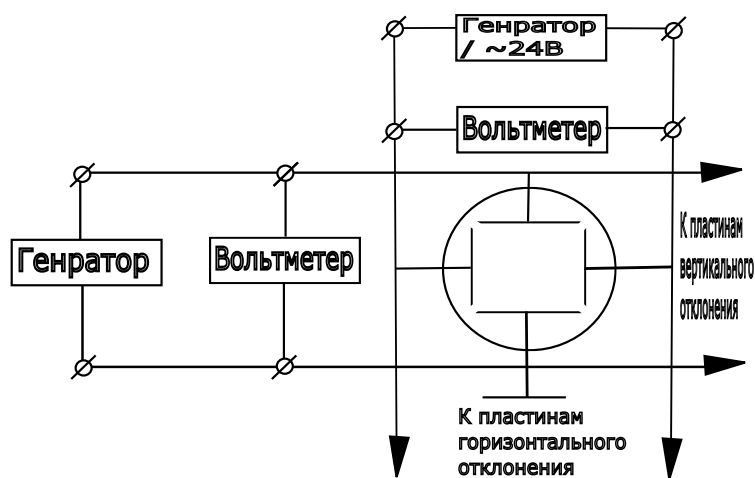 Генратор
/ ~24В
Вольтметер
Генратор
Вольтметер
К пластинам
вертикального
отклонения
К пластинам
горизонтального
отклонения